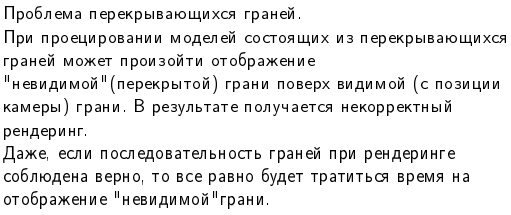 Проблема перекрывающихся граней.
При проецировании моделей состоящих из перекрывающихся
граней может произойти отображение
"невидимой"(перекрытой) грани поверх видимой (с позиции
камеры) грани. В результате получается некорректный
рендеринг.
Даже, если последовательность граней при рендеринге
соблюдена верно, то все равно будет тратиться время на
отображение "невидимой"грани.